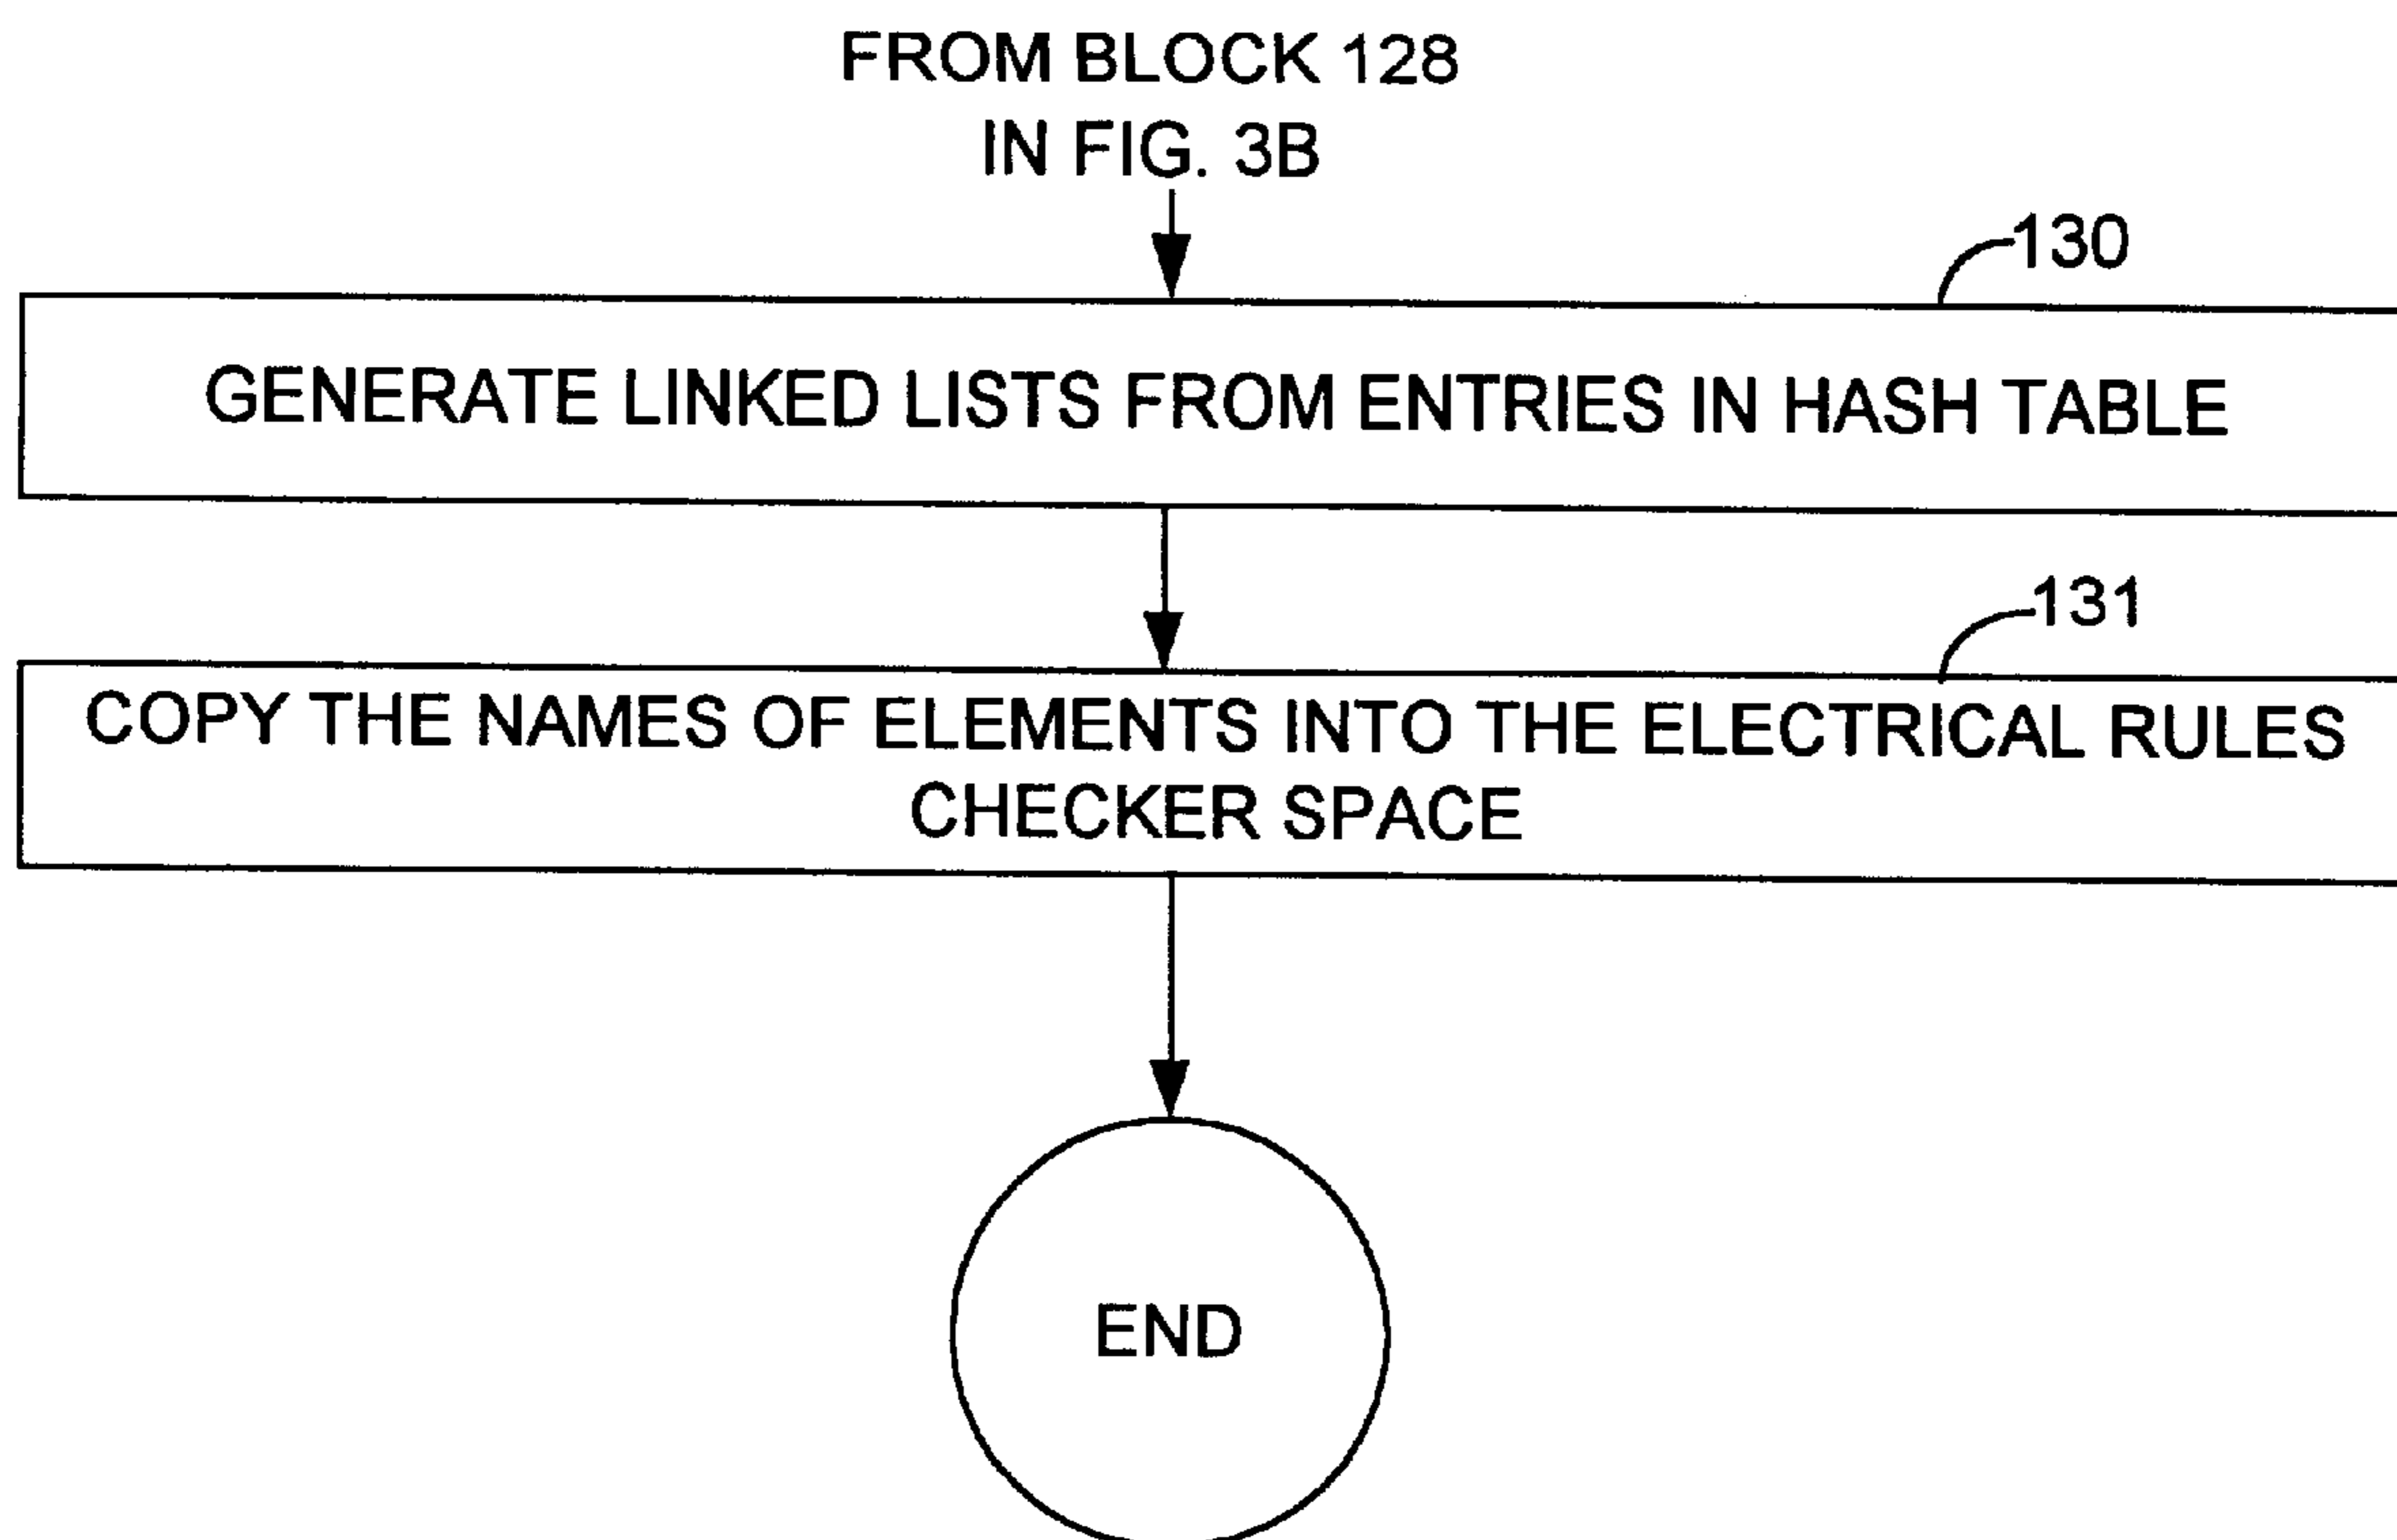 FROM BLOCK 128
IN FIG. 3B
130
GENERATE LINKED LISTS FROM ENTRIES IN HASH TABLE
131
COPY THE NAMES OF ELEMENTS INTO THE ELECTRICAL RULES
CHECKER SPACE
END